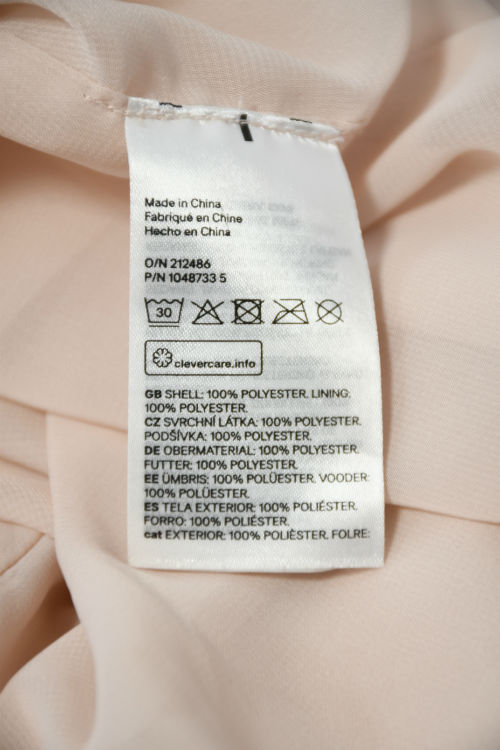 Made in China
Fabriqué en Chine
Hecho en China
O/N 212486
P/N 1048733 5
30
clevercare.info
GB SHELL: 100% POLYESTER. LINING:
100% POLYESTER.
CZ SVRCHNÍ LÁTKA: 100% POLYESTER.
PODŠÍVKA: 100% POLYESTER.
DE OBERMATERIAL: 100% POLYESTER.
FUTTER: 100% POLYESTER.
EE ÜMBRIS: 100% POLÜESTER. VOODER:
100% POLÜESTER.
ES TELA EXTERIOR: 100% POLIÉSTER.
FORRO: 100% POLIÉSTER.
cat EXTERIOR: 100% POLIÈSTER. FOLRE: